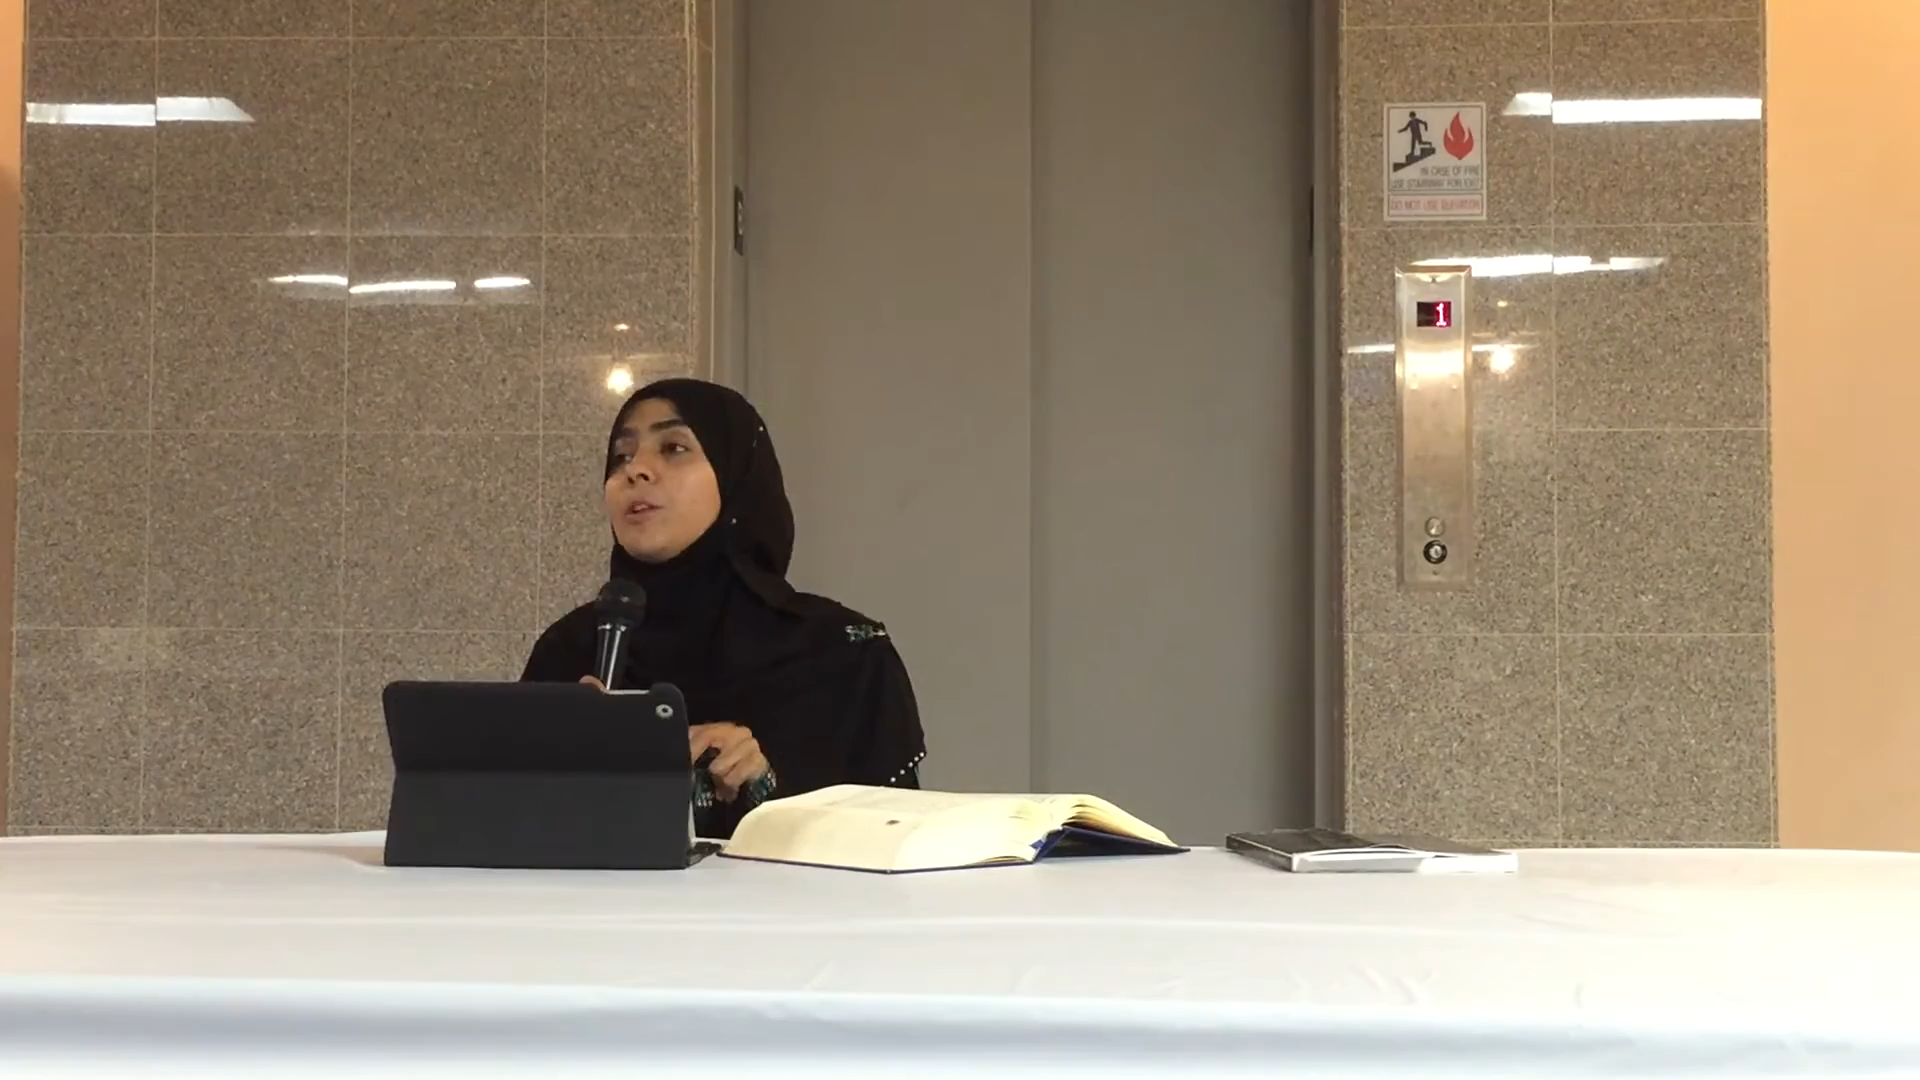 IN CASE OF FIRE
USE STAIRWAY FOR EXIT
DO NOT USE ELEVATOR
1